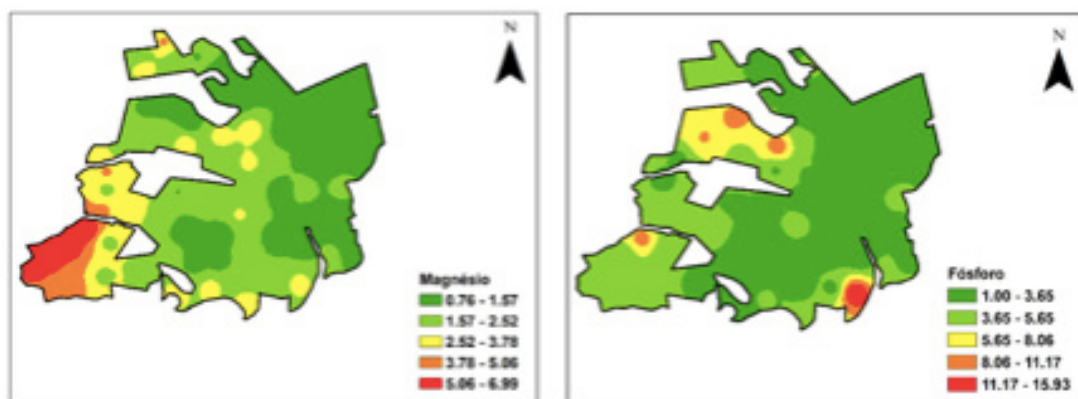 N
Magnésio
0.76 - 1.57
1.57 - 2.52
2.52 - 3.78
3.78 - 5.06
5.06 - 6.99
N
Fósforo
1.00 - 3.65
3.65 - 5.65
5.65 - 8.06
8.06 - 11.17
11.17 - 15.93